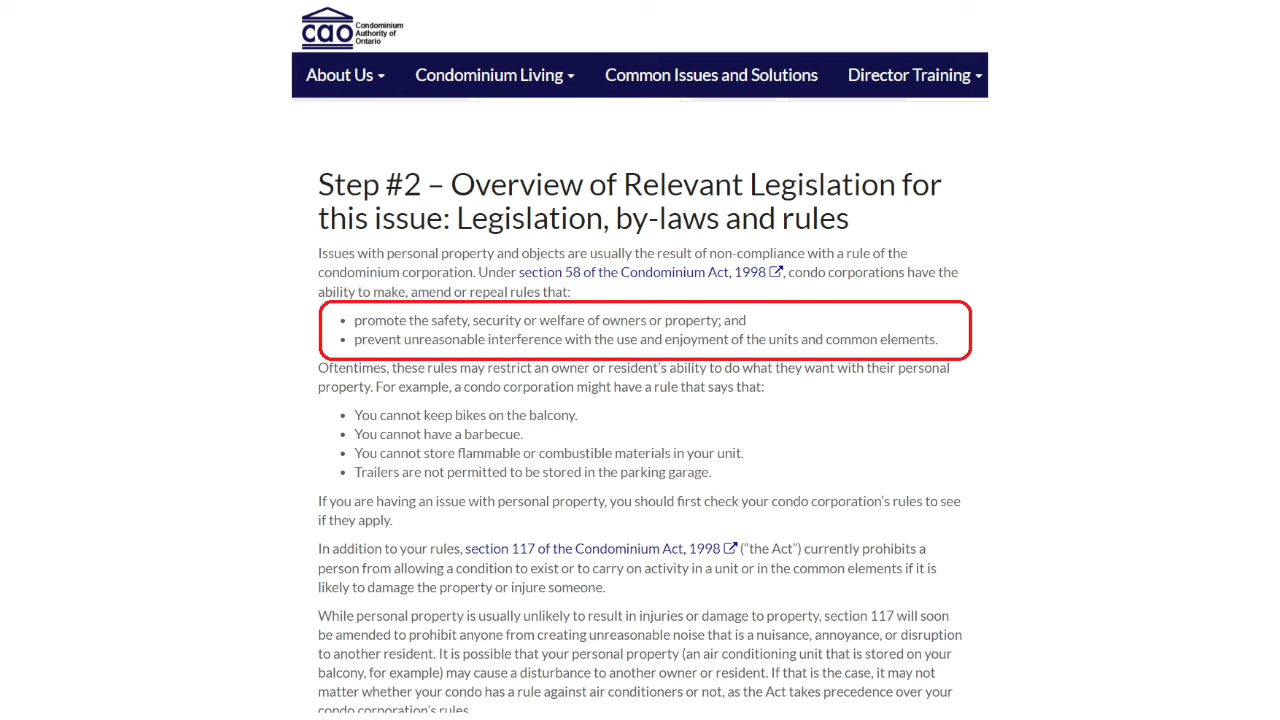 cao Condominium
Authority of
Ontario
About Us Condominium Living Common Issues and Solutions Director Training
Step #2 – Overview of Relevant Legislation for
this issue: Legislation, by-laws and rules
Issues with personal property and objects are usually the result of non-compliance with a rule of the
condominium corporation. Under section 58 of the Condominium Act, 1998, condo corporations have the
ability to make, amend or repeal rules that:
• promote the safety, security or welfare of owners or property; and
• prevent unreasonable interference with the use and enjoyment of the units and common elements.
Oftentimes, these rules may restrict an owner or resident's ability to do what they want with their personal
property. For example, a condo corporation might have a rule that says that:
• You cannot keep bikes on the balcony.
• You cannot have a barbecue.
• You cannot store flammable or combustible materials in your unit.
• Trailers are not permitted to be stored in the parking garage.
If you are having an issue with personal property, you should first check your condo corporation's rules to see
if they apply.
In addition to your rules, section 117 of the Condominium Act, 1998 ("the Act") currently prohibits a
person from allowing a condition to exist or to carry on activity in a unit or in the common elements if it is
likely to damage the property or injure someone.
While personal property is usually unlikely to result in injuries or damage to property, section 117 will soon
be amended to prohibit anyone from creating unreasonable noise that is a nuisance, annoyance, or disruption
to another resident. It is possible that your personal property (an air conditioning unit that is stored on your
balcony, for example) may cause a disturbance to another owner or resident. If that is the case, it may not
matter whether your condo has a rule against air conditioners or not, as the Act takes precedence over your
condo corporation's rules.